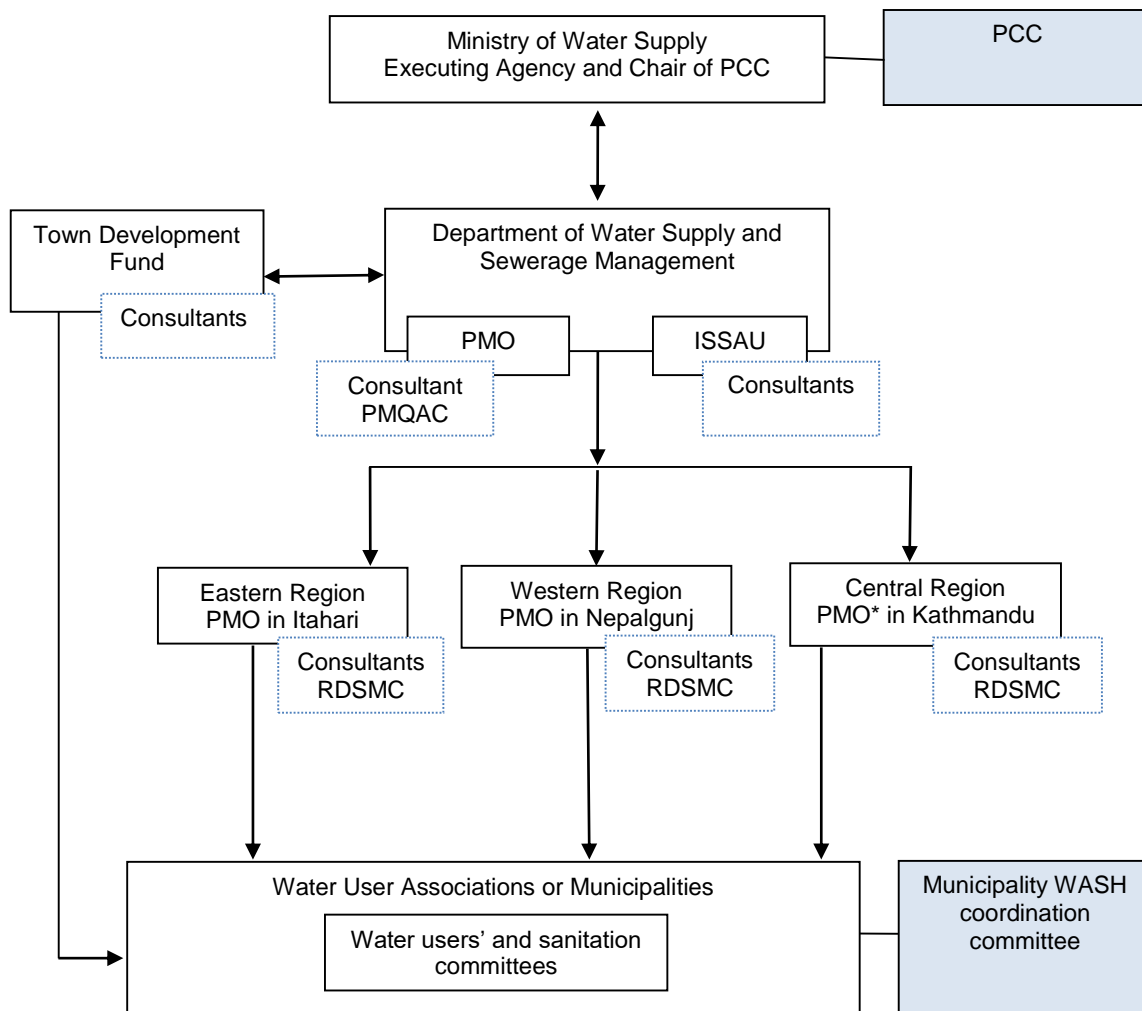 Ministry of Water Supply
Executing Agency and Chair of PCC
PCC
Town Development
Fund
Consultants
Department of Water Supply and
Sewerage Management
PMO
ISSAU
Consultant
PMQAC
Consultants
Eastern Region
PMO in Itahari
Consultants
RDSMC
Western Region
PMO in Nepalgunj
Consultants
RDSMC
Central Region
PMO* in Kathmandu
Consultants
RDSMC
Water User Associations or Municipalities
Water users’ and sanitation
committees
Municipality WASH
coordination
committee